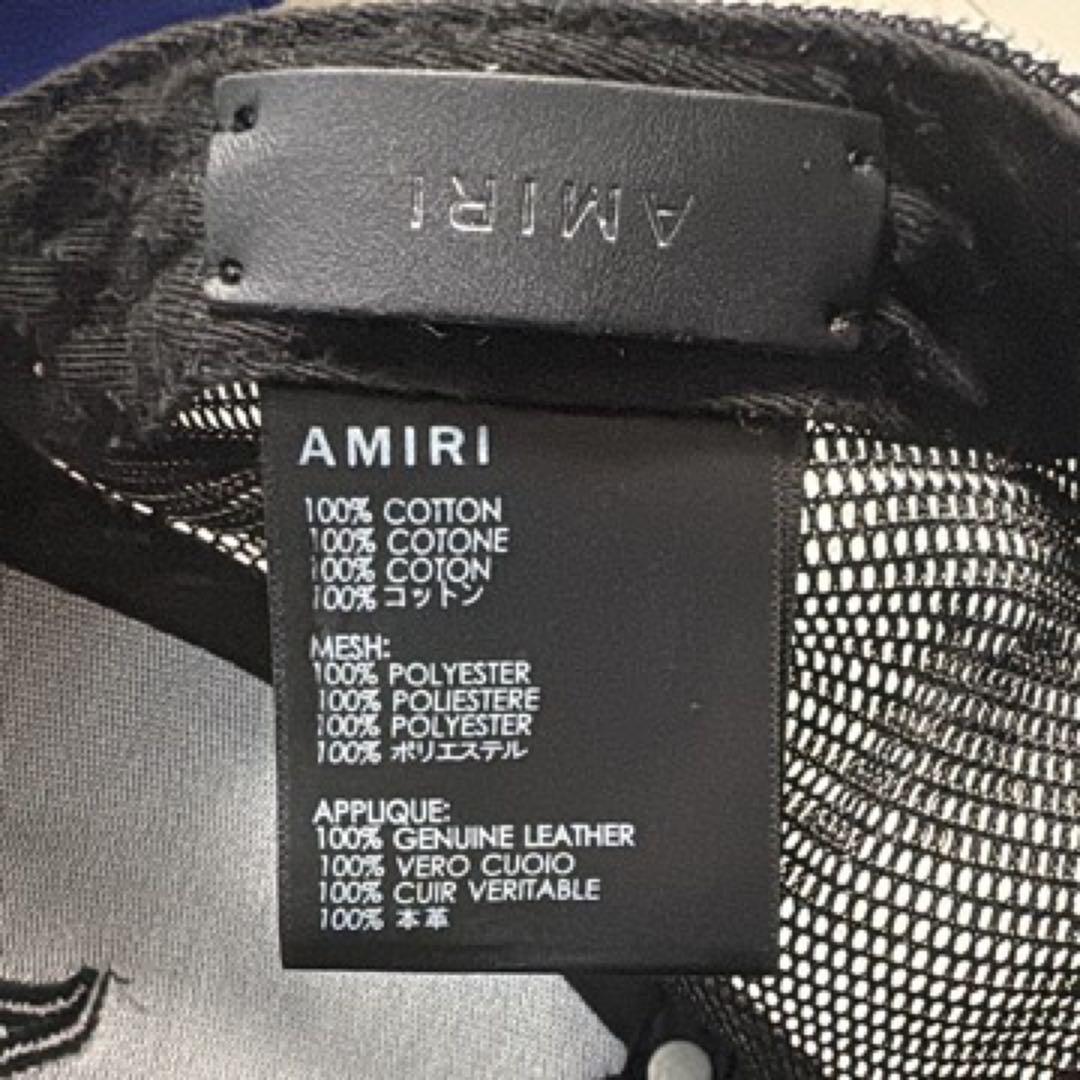 AMIRI
AMIRI
100% COTTON
100% COTONE
100% COTON
100% コットン
MESH:
100% POLYESTER
100% POLIESTERE
100% POLYESTER
100% ポリエステル
APPLIQUE:
100% GENUINE LEATHER
100% VERO CUOIO
100% CUIR VERITABLE
100% 本革